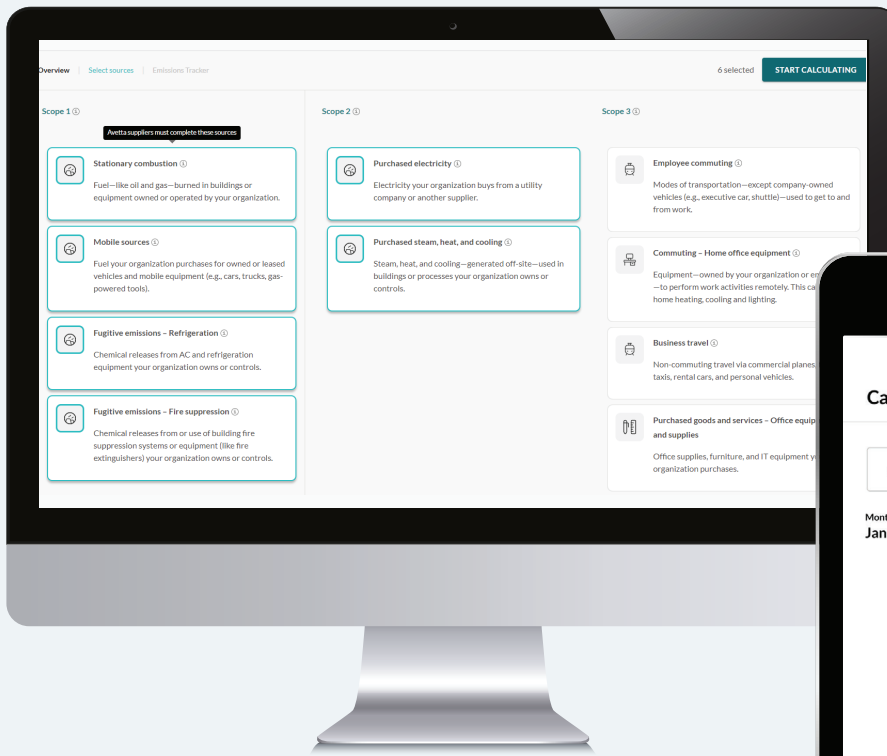 Overview
Select sources
Emissions Tracker
6 selected
START CALCULATING
Scope 1
Avetta suppliers must complete these sources
Stationary combustion
Fuel—like oil and gas—burned in buildings or
equipment owned or operated by your organization.
Mobile sources
Fuel your organization purchases for owned or leased
vehicles and mobile equipment (e.g., cars, trucks, gas-
powered tools).
Fugitive emissions – Refrigeration
Chemical releases from AC and refrigeration
equipment your organization owns or controls.
Fugitive emissions – Fire suppression
Chemical releases from or use of building fire
suppression systems or equipment (like fire
extinguishers) your organization owns or controls.
Scope 2
Purchased electricity
Electricity your organization buys from a utility
company or another supplier.
Purchased steam, heat, and cooling
Steam, heat, and cooling—generated off-site—used in
buildings or processes your organization owns or
controls.
Scope 3
Employee commuting
Modes of transportation—except company-owned
vehicles (e.g., executive car, shuttle)—used to get to and
from work.
Commuting – Home office equipment
Equipment—owned by your organization or
—to perform work activities remotely. This
home heating, cooling and lighting.
Business travel
Non-commuting travel via commercial planes,
taxis, rental cars, and personal vehicles.
Purchased goods and services – Office
and supplies
Office supplies, furniture, and IT equipment
organization purchases.
Jan